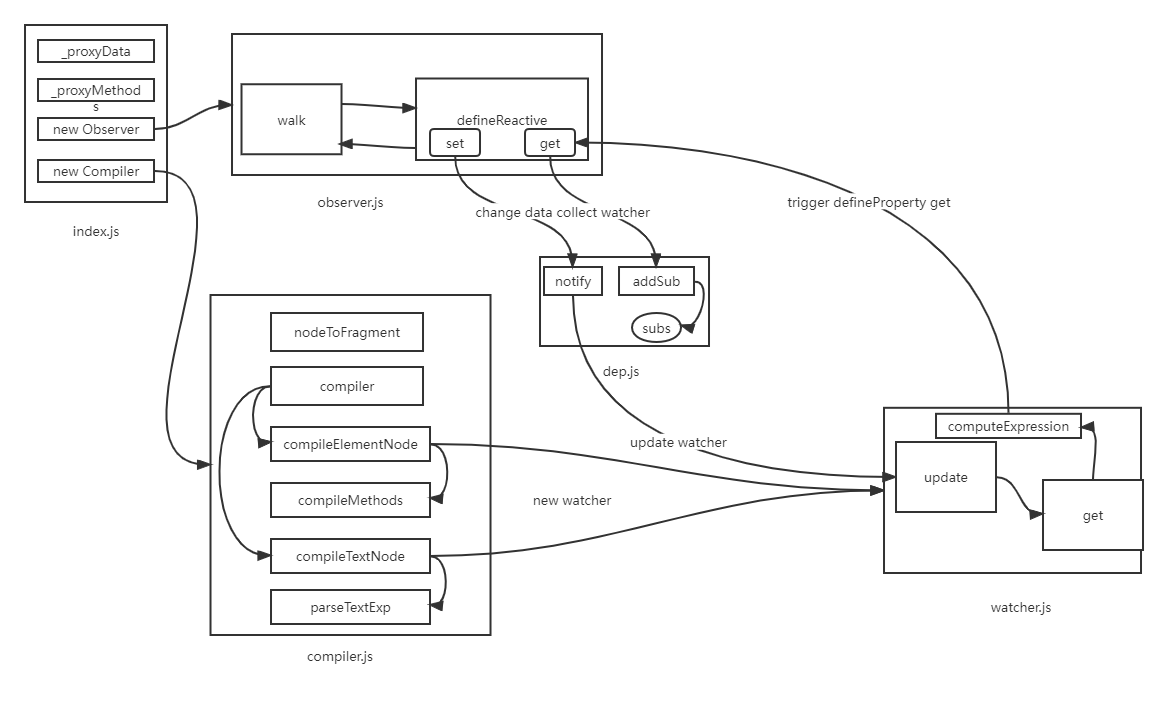 _proxyData
_proxyMethod
s
new Observer
new Compiler
index.js
walk
defineReactive
set
get
observer.js
change data collect watcher
trigger defineProperty get
notify
addSub
subs
dep.js
nodeToFragment
compiler
compileElementNode
compileMethods
compileTextNode
parseTextExp
compiler.js
update watcher
new watcher
computeExpression
update
get
watcher.js